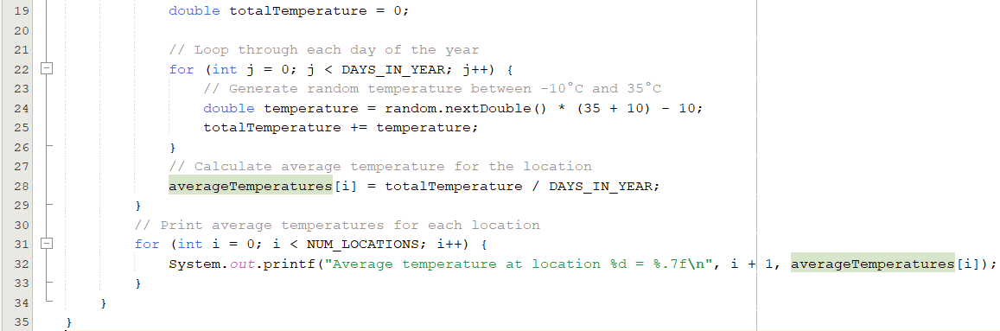 19 double totalTemperature = 0;
20
21 // Loop through each day of the year
22 for (int j = 0; j < DAYS_IN_YEAR; j++) {
23 // Generate random temperature between -10°C and 35°C
24 double temperature = random.nextDouble() * (35 + 10) - 10;
25 totalTemperature += temperature;
26 }
27 // Calculate average temperature for the location
28 averageTemperatures[i] = totalTemperature / DAYS_IN_YEAR;
29 }
30 // Print average temperatures for each location
31 for (int i = 0; i < NUM_LOCATIONS; i++) {
32 System.out.printf("Average temperature at location %d = %.7f\n", i + 1, averageTemperatures[i]);
33 }
34 }
35 }